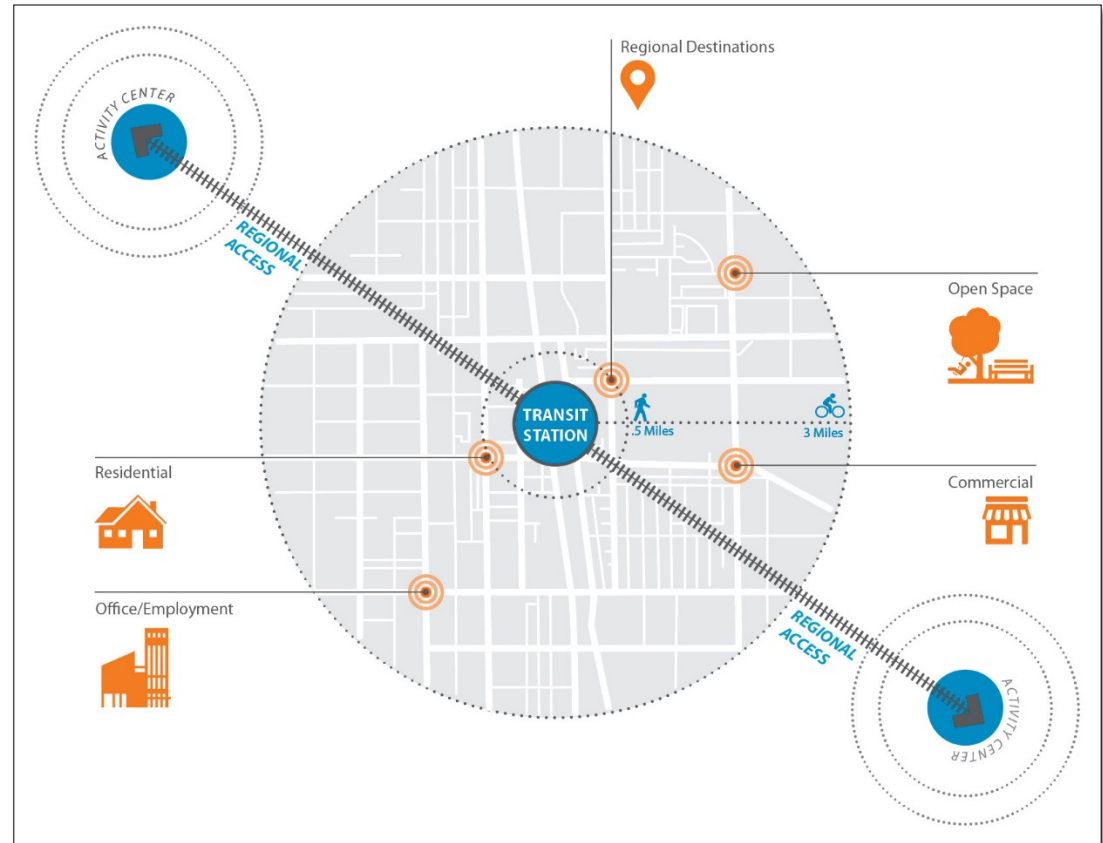 Regional Destinations
ACTIVITY CENTER
REGIONAL
ACCESS
Open Space
TRANSIT
STATION
.5 Miles
3 Miles
Residential
Commercial
Office/Employment
REGIONAL
ACCESS
ACTIVITY CENTER